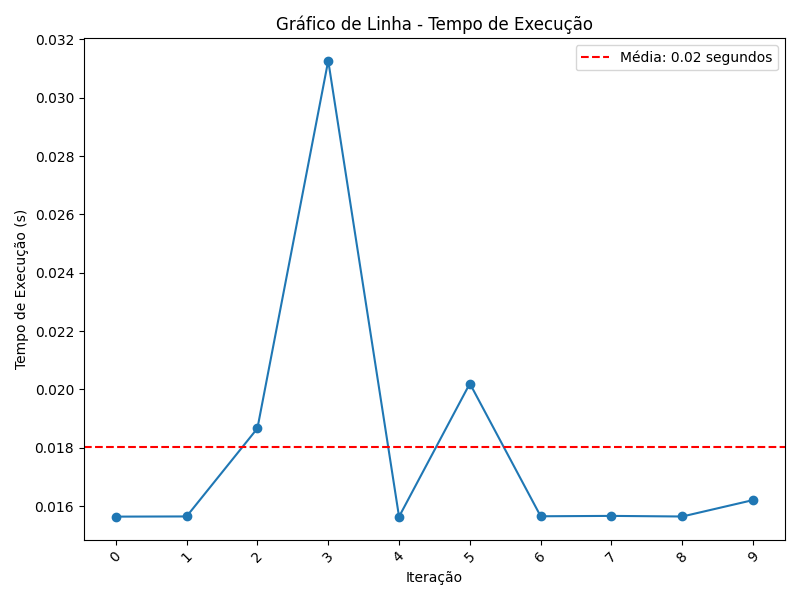 Gráfico de Linha - Tempo de Execução
Média: 0.02 segundos
Tempo de Execução (s)
0.032
0.030
0.028
0.026
0.024
0.022
0.020
0.018
0.016
0 1 2 3 4 5 6 7 8 9
Iteração